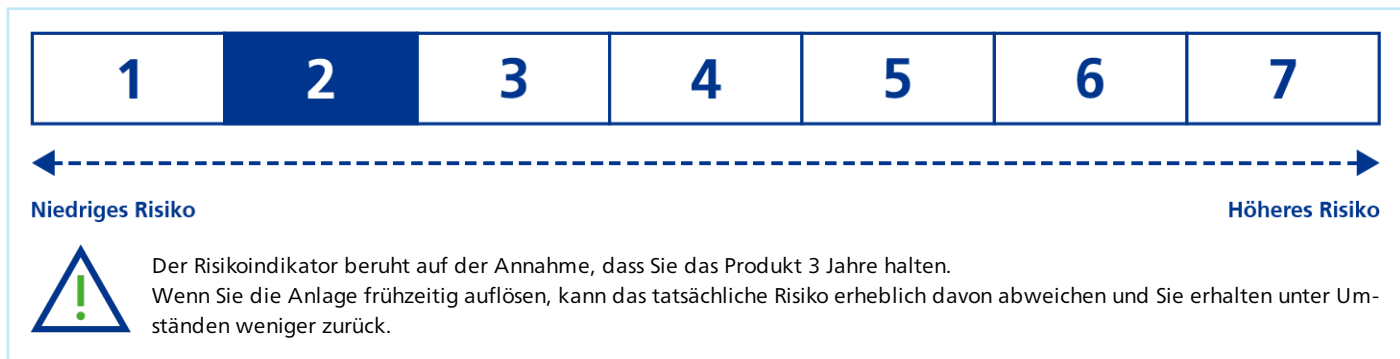 1 2 3 4 5 6 7
Niedriges Risiko Höheres Risiko
Der Risikoindikator beruht auf der Annahme, dass Sie das Produkt 3 Jahre halten.
Wenn Sie die Anlage frühzeitig auflösen, kann das tatsächliche Risiko erheblich davon abweichen und Sie erhalten unter Um-
ständen weniger zurück.